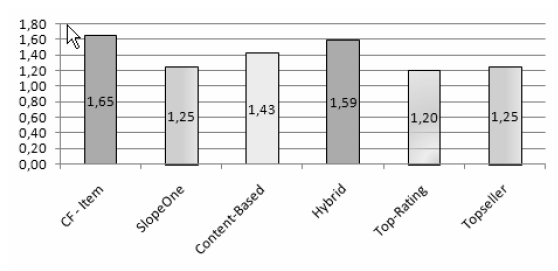 1,80
1,60
1,40
1,20
1,00
0,80
0,60
0,40
0,20
0,00
1,65
1,25
1,43
1,59
1,20
1,25
CF- Item
SlopeOne
Content-Based
Hybrid
Top-Rating
Topseller